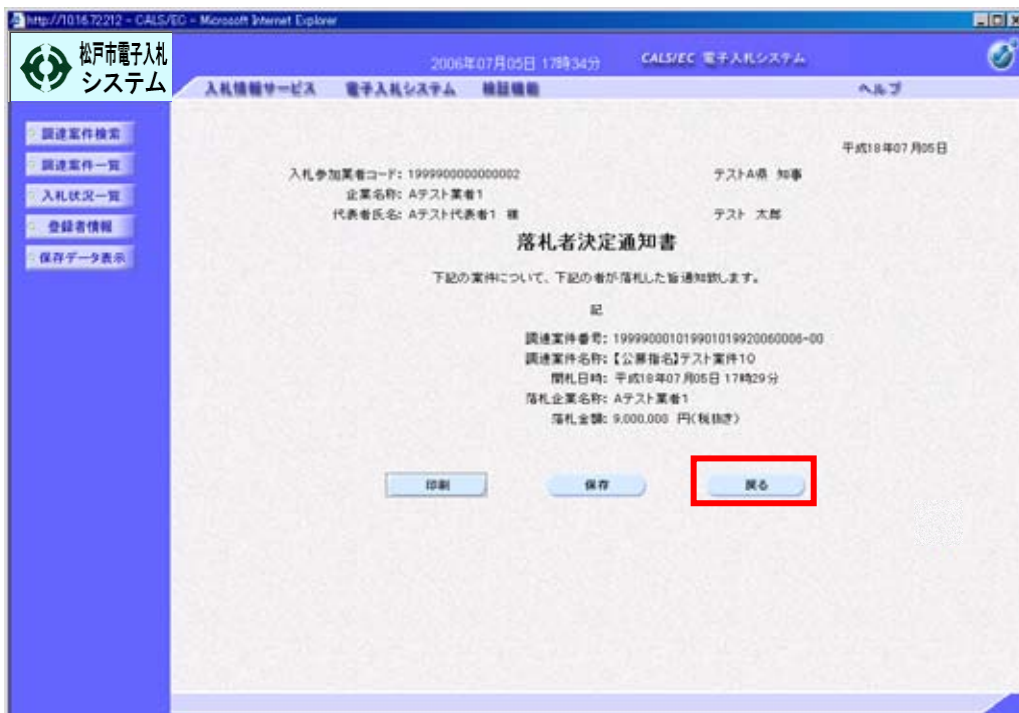 http://10.16.72.212 - CALS/EC - Microsoft Internet Explorer
松戸市電子入札
システム
2006年07月05日 17時34分
CALS/EC 電子入札システム
入札情報サービス 電子入札システム 検証機能 ヘルプ
調達案件検索
調達案件一覧
入札状況一覧
登録者情報
保存データ表示
平成18年07月05日
入札参加業者コード: 1999900000000002 テストA県 知事
企業名称: Aテスト業者1
代表者氏名: Aテスト代表者1 様 テスト 太郎
落札者決定通知書
下記の案件について、下記の者が落札した旨通知致します。
記
調達案件番号: 199990001019901019920060006-00
調達案件名称: 【公募指名】テスト案件10
開札日時: 平成18年07月05日 17時29分
落札企業名称: Aテスト業者1
落札金額: 9,000,000 円(税抜き)
印刷 保存 戻る